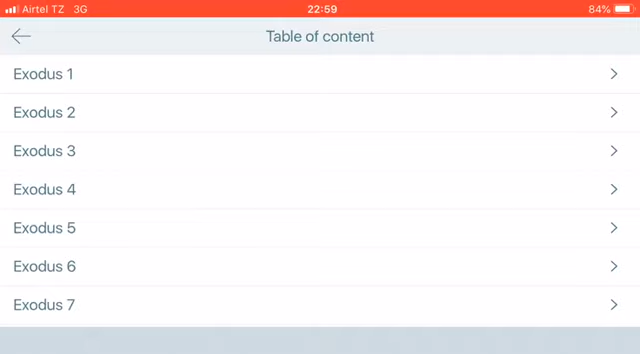 Airtel TZ 3G 22:59 84%
Table of content
Exodus 1
Exodus 2
Exodus 3
Exodus 4
Exodus 5
Exodus 6
Exodus 7